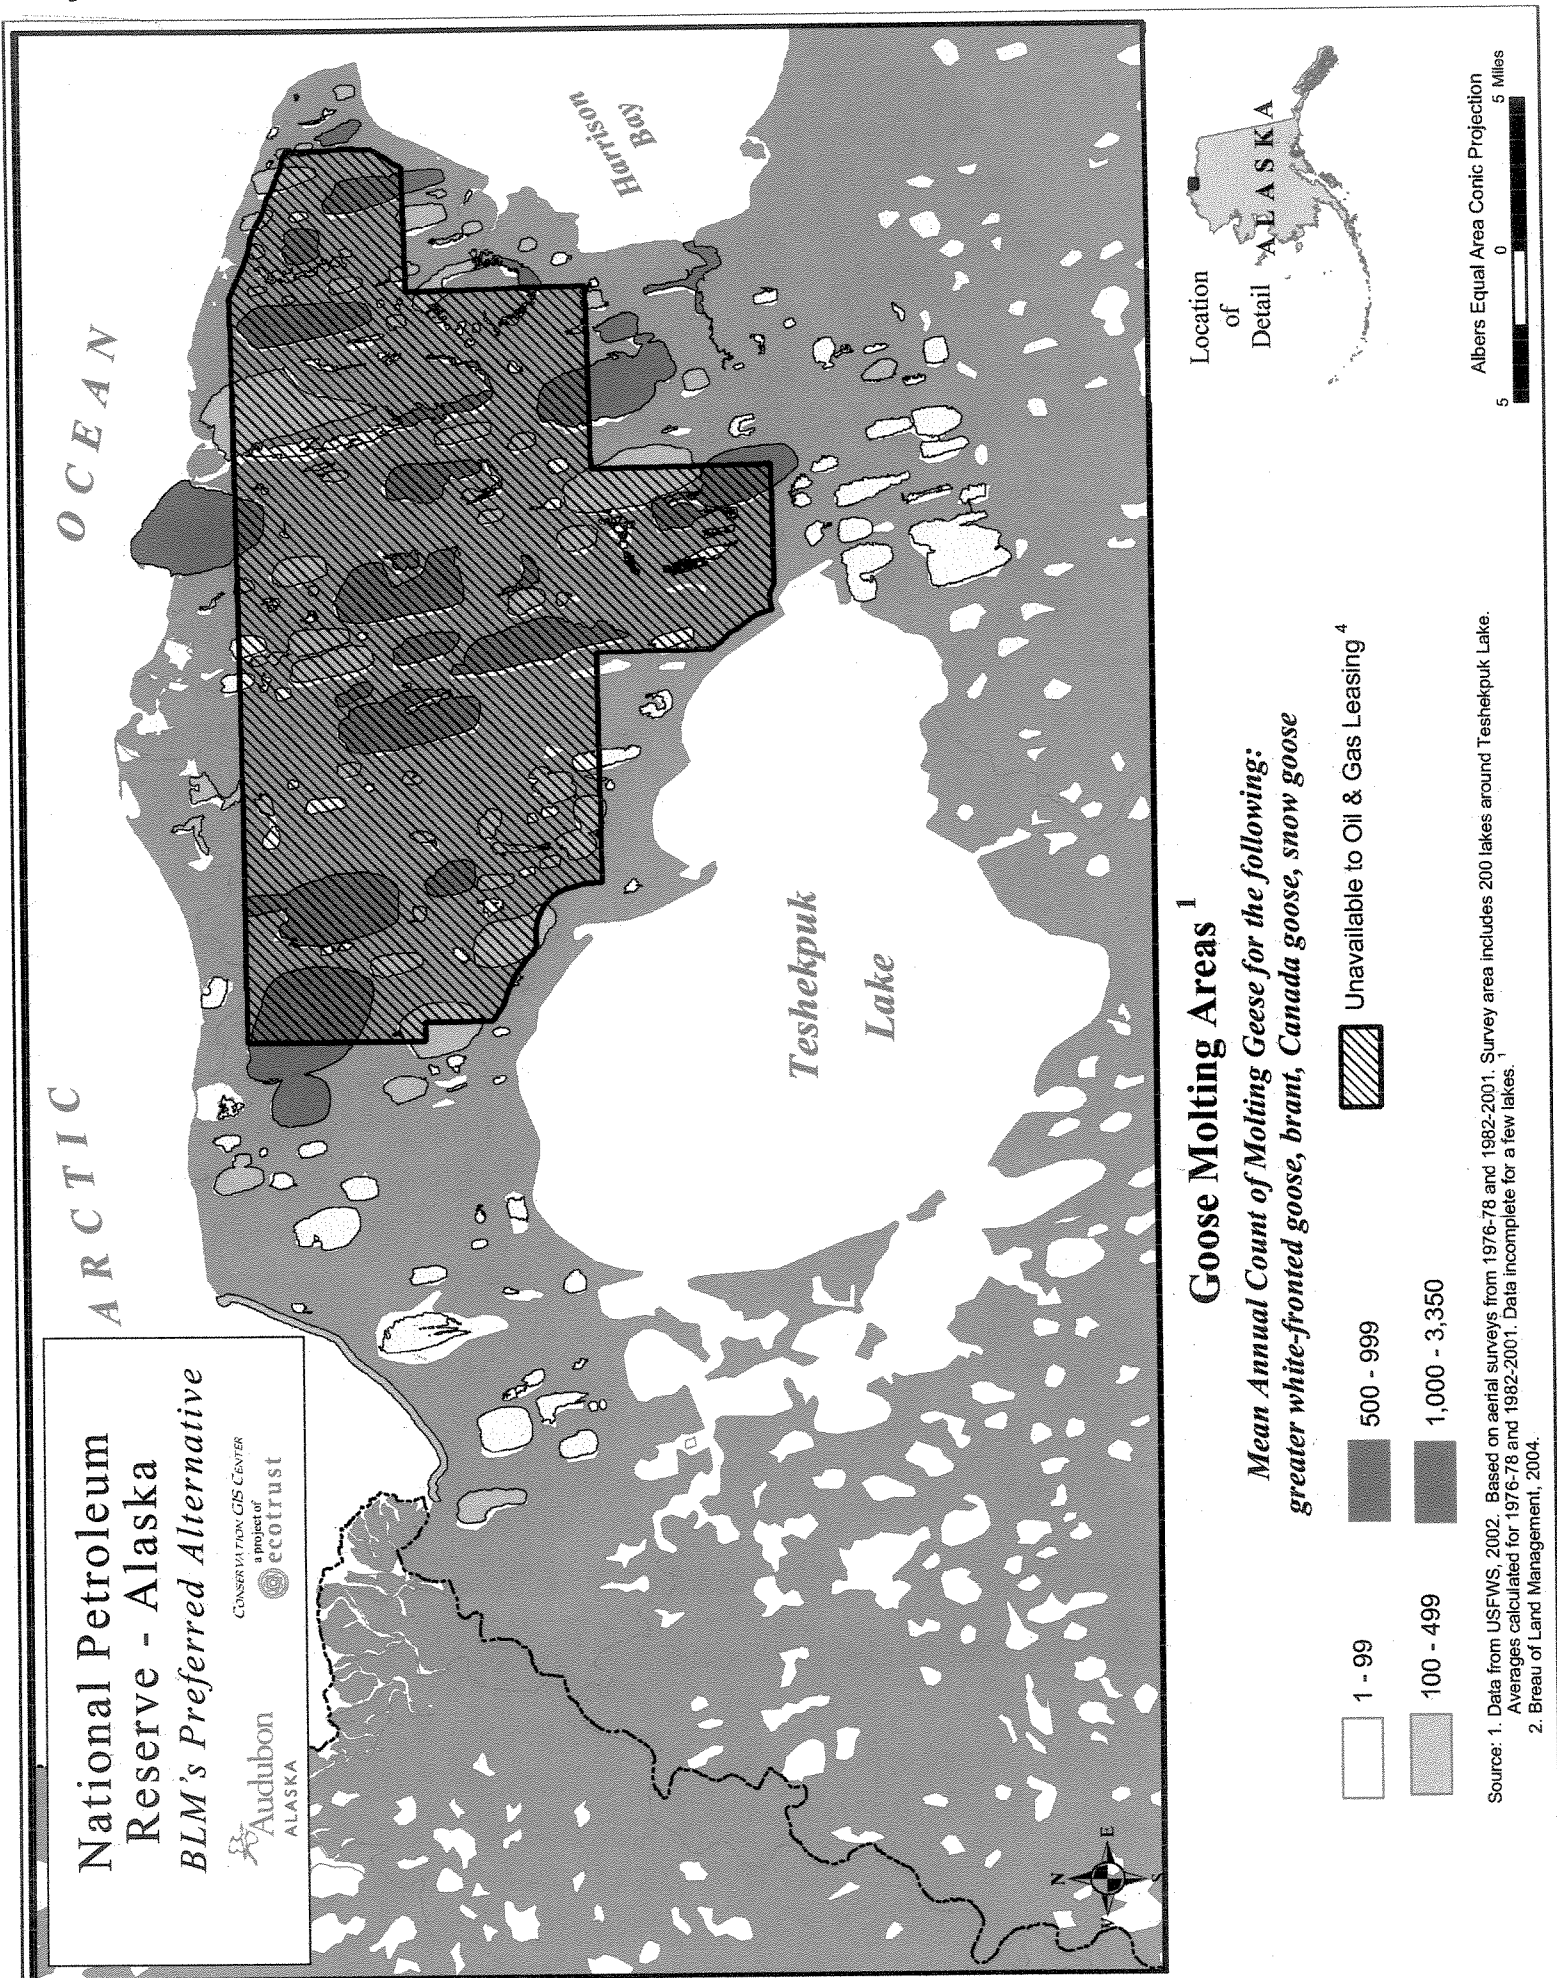 National Petroleum
Reserve - Alaska
BLM's Preferred Alternative
Audubon
ALASKA
CONSERVATION GIS CENTER
a project of
ecotrust
ARCTIC OCEAN
Harrison
Bay
Teshekpuk
Lake
N
E
S
W
Goose Molting Areas 1
Mean Annual Count of Molting Geese for the following:
greater white-fronted goose, brant, Canada goose, snow goose
1 - 99
100 - 499
500 - 999
1,000 - 3,350
Unavailable to Oil & Gas Leasing 4
Location
of
Detail
ALASKA
Albers Equal Area Conic Projection
5 0 5 Miles
Source: 1. Data from USFWS, 2002. Based on aerial surveys from 1976-78 and 1982-2001. Survey area includes 200 lakes around Teshekpuk Lake.
Averages calculated for 1976-78 and 1982-2001. Data incomplete for a few lakes. 1
2. Breau of Land Management, 2004.